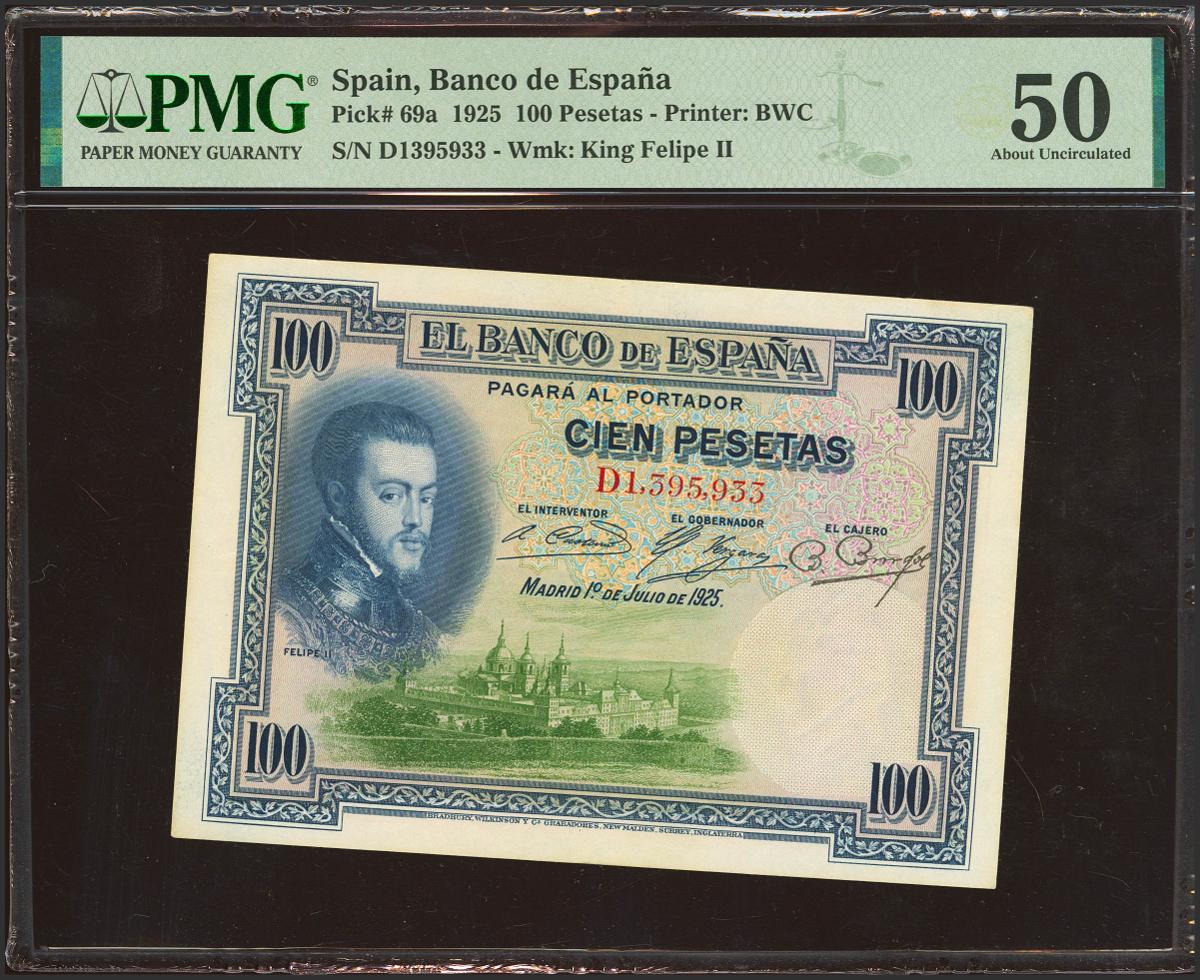 PMG®
PAPER MONEY GUARANTY
Spain, Banco de España
Pick# 69a 1925 100 Pesetas - Printer: BWC
S/N D1395933 - Wmk: King Felipe II
50
About Uncirculated
100
EL BANCO DE ESPAÑA
100
PAGARÁ AL PORTADOR
CIEN PESETAS
D1,395,933
EL INTERVENTOR
EL GOBERNADOR
EL CAJERO
MADRID 1º DE JULIO DE 1925.
FELIPE II
100
100
BRADBURY, WILKINSON Y Cª GRABADORES, NEW MALDEN, SURREY, INGLATERRA